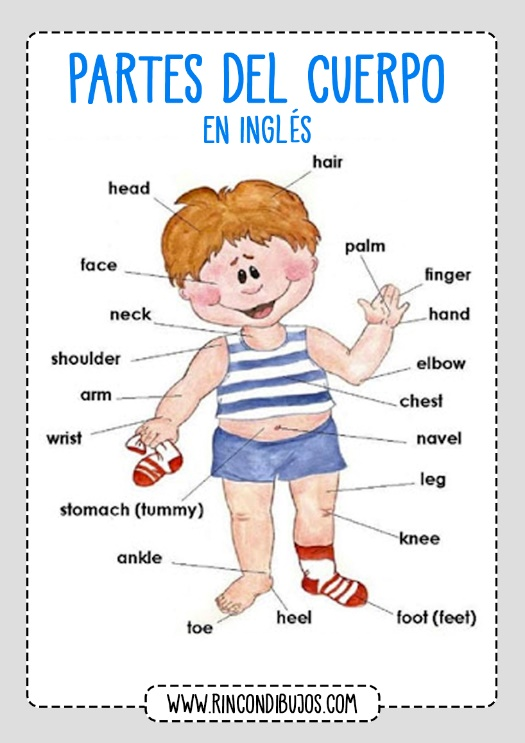 PARTES DEL CUERPO
EN INGLÉS
hair
head
palm
face
finger
neck
hand
shoulder
elbow
arm
chest
wrist
navel
leg
stomach (tummy)
knee
ankle
heel
foot (feet)
toe
WWW.RINCONDIBUJOS.COM